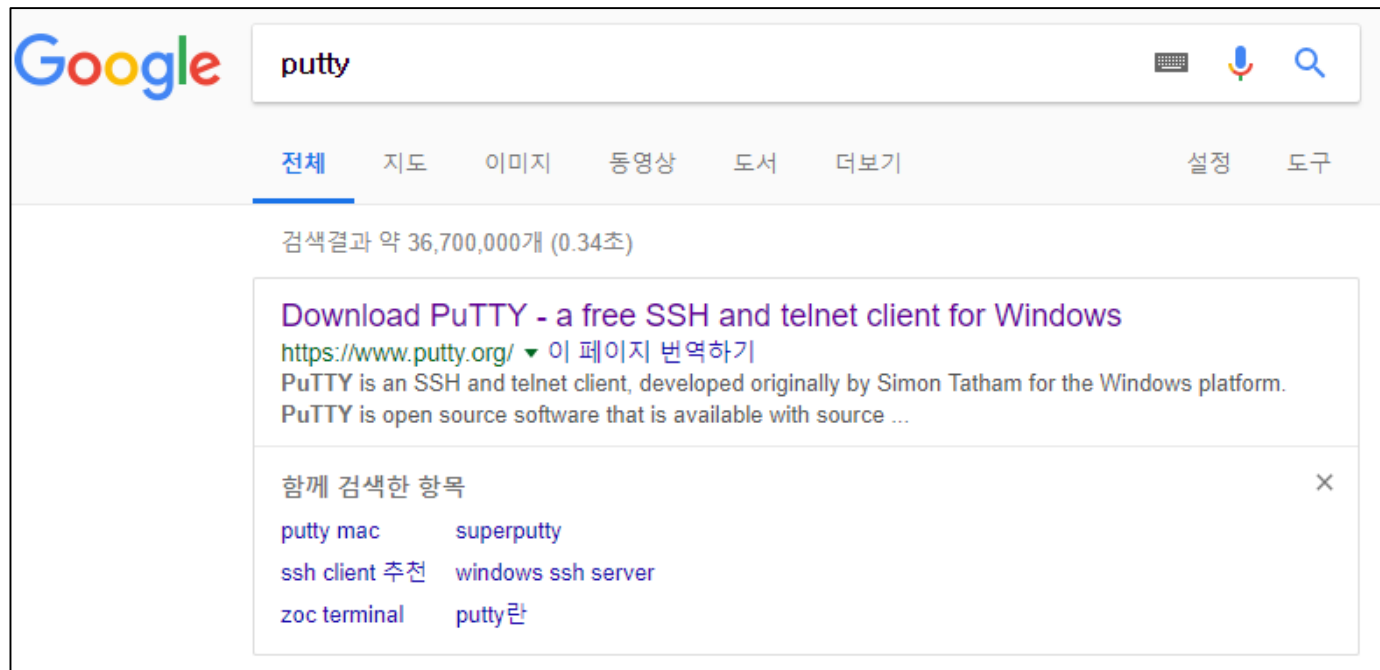 Google putty
전체 지도 이미지 동영상 도서 더보기 설정 도구
검색결과 약 36,700,000개 (0.34초)
Download PuTTY - a free SSH and telnet client for Windows
https://www.putty.org/ ▼ 이 페이지 번역하기
PuTTY is an SSH and telnet client, developed originally by Simon Tatham for the Windows platform.
PuTTY is open source software that is available with source ...
함께 검색한 항목
putty mac superputty
ssh client 추천 windows ssh server
zoc terminal putty란